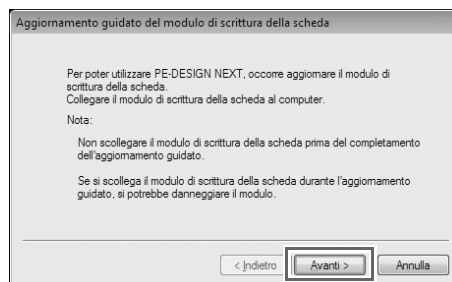 Aggiornamento guidato del modulo di scrittura della scheda
Per poter utilizzare PE-DESIGN NEXT, occorre aggiornare il modulo di
scrittura della scheda.
Collegare il modulo di scrittura della scheda al computer.
Nota:
Non scollegare il modulo di scrittura della scheda prima del completamento
dell'aggiornamento guidato.
Se si scollega il modulo di scrittura della scheda durante l'aggiornamento
guidato, si potrebbe danneggiare il modulo.
< Indietro Avanti > Annulla